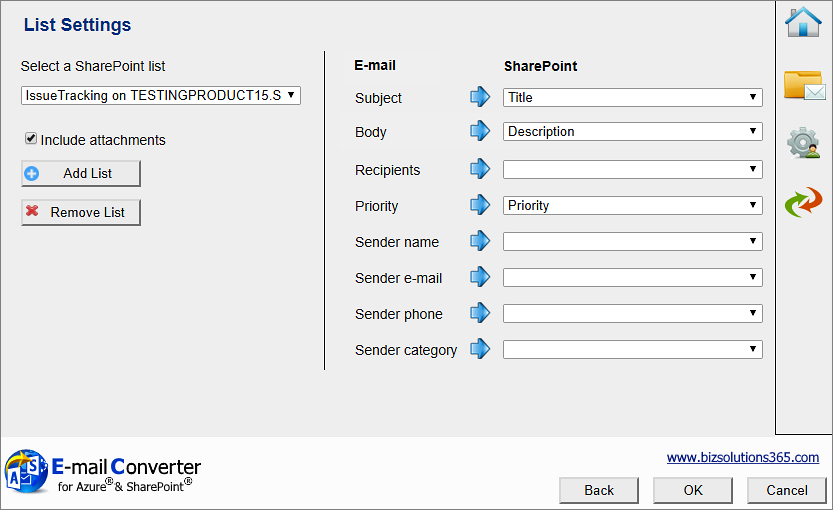 List Settings
Select a SharePoint list
IssueTracking on TESTINGPRODUCT15.S
Include attachments
Add List
Remove List
E-mail SharePoint
Subject Title
Body Description
Recipients
Priority Priority
Sender name
Sender e-mail
Sender phone
Sender category
E-mail Converter
for Azure® & SharePoint®
www.bizsolutions365.com
Back OK Cancel